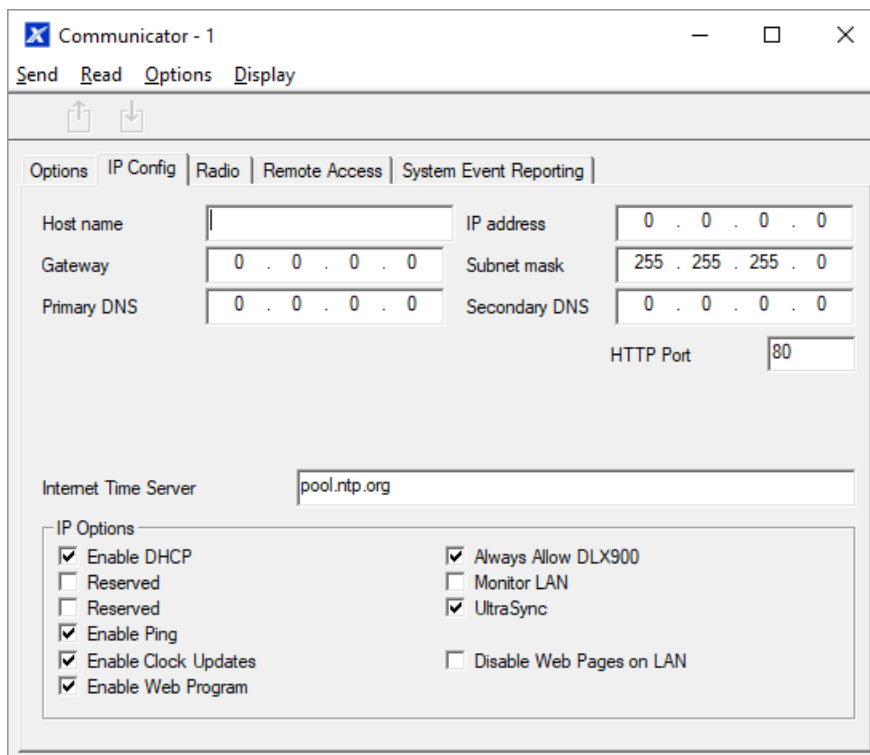 Communicator - 1
Send Read Options Display
Options IP Config Radio Remote Access System Event Reporting
Host name IP address 0 . 0 . 0 . 0
Gateway 0 . 0 . 0 . 0 Subnet mask 255 . 255 . 255 . 0
Primary DNS 0 . 0 . 0 . 0 Secondary DNS 0 . 0 . 0 . 0
HTTP Port 80
Internet Time Server pool.ntp.org
IP Options
Enable DHCP Always Allow DLX900
Reserved Monitor LAN
Reserved UltraSync
Enable Ping
Enable Clock Updates Disable Web Pages on LAN
Enable Web Program